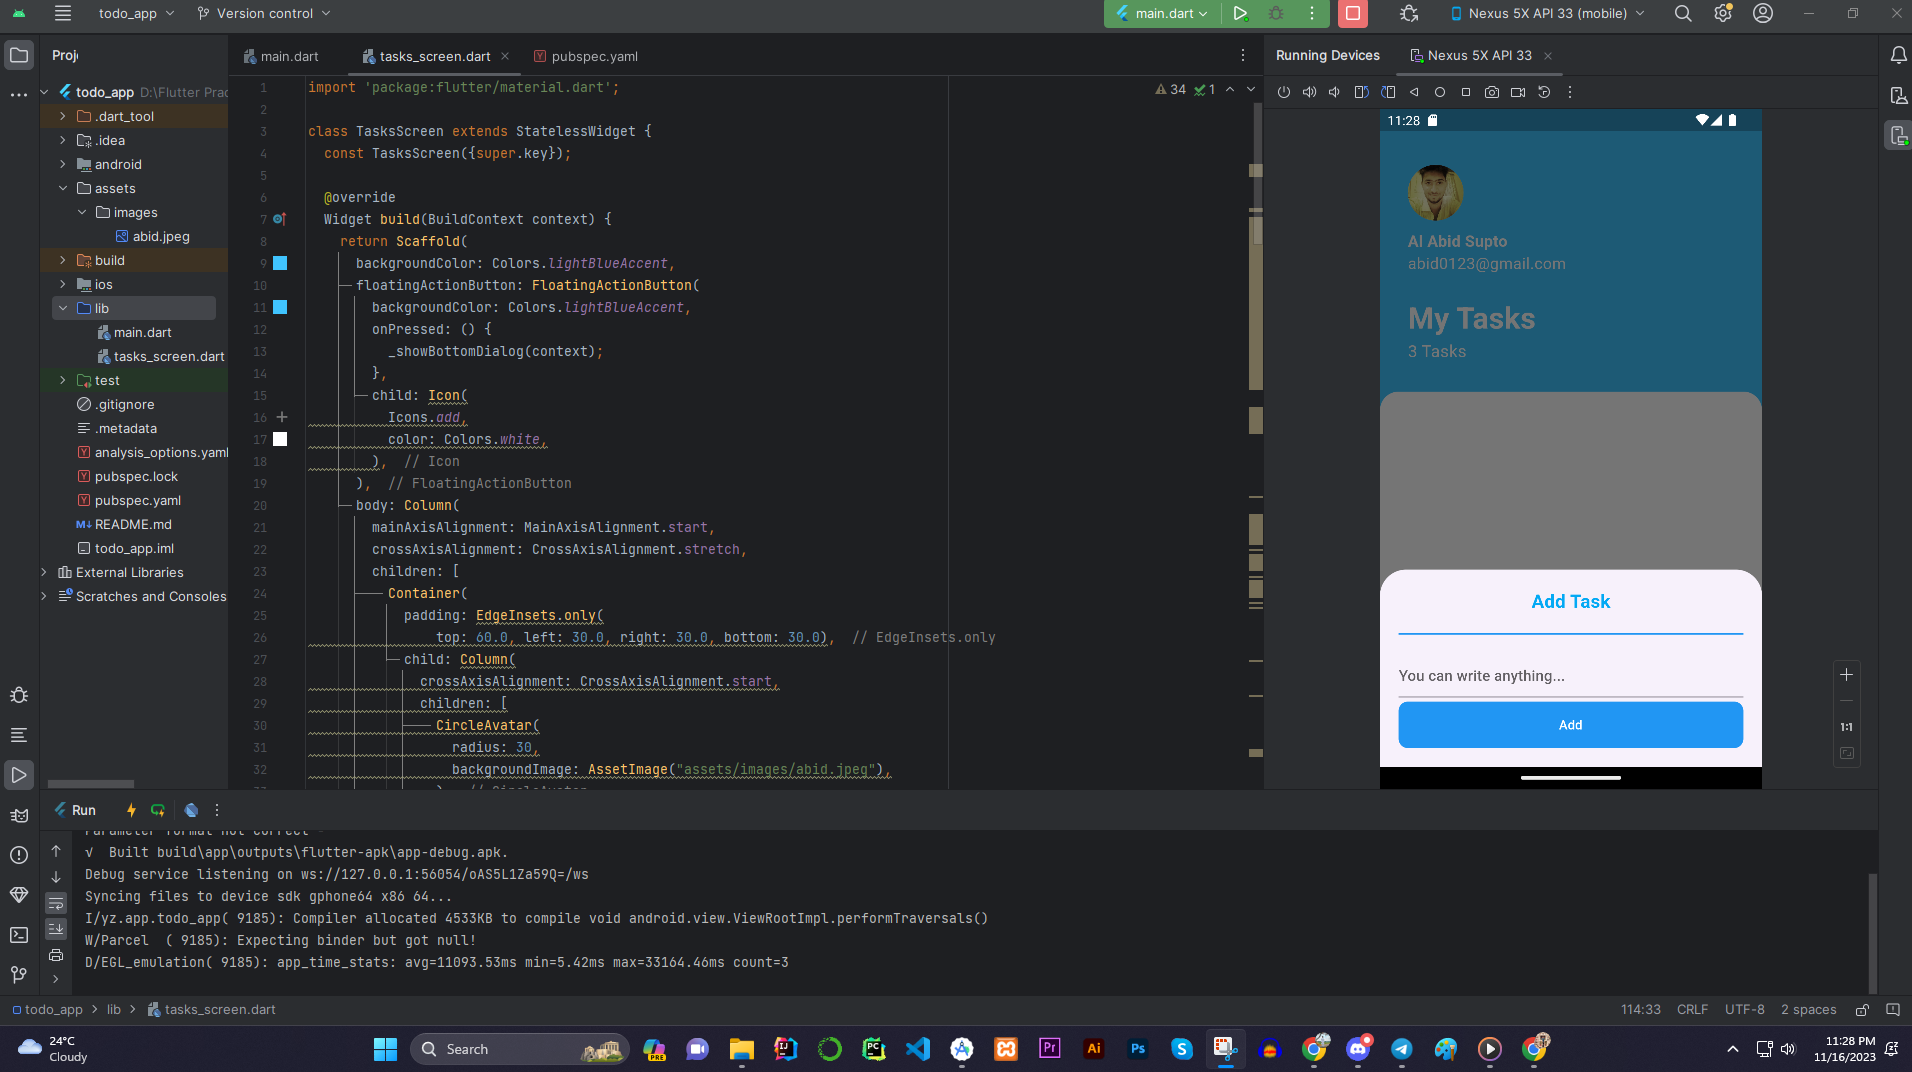 todo_app
Version control
main.dart
Nexus 5X API 33 (mobile)
Proj
main.dart
tasks_screen.dart
pubspec.yaml
Running Devices
Nexus 5X API 33
todo_app D:\Flutter Prac
.dart_tool
.idea
android
assets
images
abid.jpeg
build
ios
lib
main.dart
tasks_screen.dart
test
.gitignore
.metadata
analysis_options.yaml
pubspec.lock
pubspec.yaml
README.md
todo_app.iml
External Libraries
Scratches and Consoles
34
1
1 import 'package:flutter/material.dart';
2
3 class TasksScreen extends StatelessWidget {
4 const TasksScreen({super.key});
5
6 @override
7 Widget build(BuildContext context) {
8 return Scaffold(
9 backgroundColor: Colors.lightBlueAccent,
10 floatingActionButton: FloatingActionButton(
11 backgroundColor: Colors.lightBlueAccent,
12 onPressed: () {
13 _showBottomDialog(context);
14 },
15 child: Icon(
16 Icons.add,
17 color: Colors.white,
18 ), // Icon
19 ), // FloatingActionButton
20 body: Column(
21 mainAxisAlignment: MainAxisAlignment.start,
22 crossAxisAlignment: CrossAxisAlignment.stretch,
23 children: [
24 Container(
25 padding: EdgeInsets.only(
26 top: 60.0, left: 30.0, right: 30.0, bottom: 30.0), // EdgeInsets.only
27 child: Column(
28 crossAxisAlignment: CrossAxisAlignment.start,
29 children: [
30 CircleAvatar(
31 radius: 30,
32 backgroundImage: AssetImage("assets/images/abid.jpeg"),
11:28
Al Abid Supto
abid0123@gmail.com
My Tasks
3 Tasks
Add Task
You can write anything...
Add
1:1
Run
Parameter format not correct -
√ Built build\app\outputs\flutter-apk\app-debug.apk.
Debug service listening on ws://127.0.0.1:56054/oAS5L1Za59Q=/ws
Syncing files to device sdk gphone64 x86 64...
I/yz.app.todo_app( 9185): Compiler allocated 4533KB to compile void android.view.ViewRootImpl.performTraversals()
W/Parcel ( 9185): Expecting binder but got null!
D/EGL_emulation( 9185): app_time_stats: avg=11093.53ms min=5.42ms max=33164.46ms count=3
todo_app > lib > tasks_screen.dart
114:33 CRLF UTF-8 2 spaces
24°C
Cloudy
Search
11:28 PM
11/16/2023